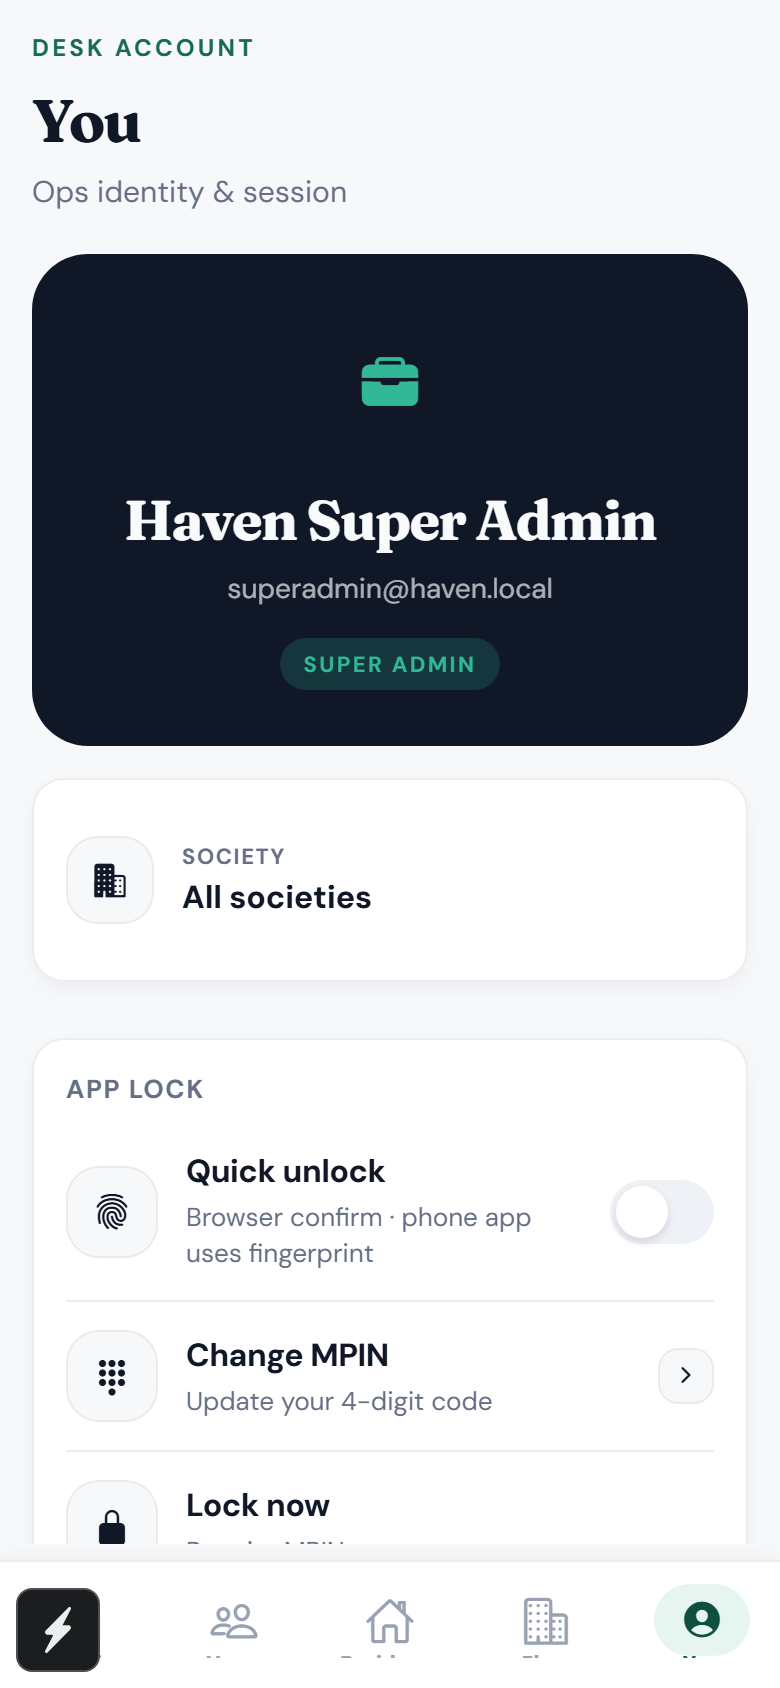 DESK ACCOUNT
You
Ops identity & session
Haven Super Admin
superadmin@haven.local
SUPER ADMIN
SOCIETY
All societies
APP LOCK
Quick unlock
Browser confirm · phone app
uses fingerprint
Change MPIN
Update your 4-digit code
Lock now